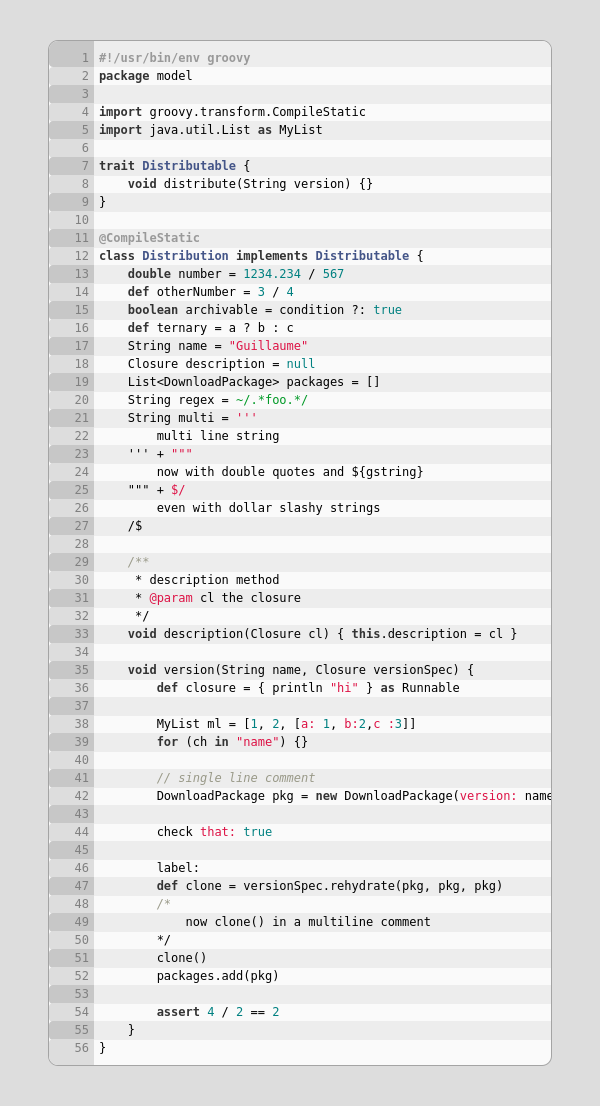 1 #!/usr/bin/env groovy
2 package model
3
4 import groovy.transform.CompileStatic
5 import java.util.List as MyList
6
7 trait Distributable {
8     void distribute(String version) {}
9 }
10
11 @CompileStatic
12 class Distribution implements Distributable {
13     double number = 1234.234 / 567
14     def otherNumber = 3 / 4
15     boolean archivable = condition ?: true
16     def ternary = a ? b : c
17     String name = "Guillaume"
18     Closure description = null
19     List<DownloadPackage> packages = []
20     String regex = ~/.*foo.*/
21     String multi = '''
22         multi line string
23     ''' + """
24         now with double quotes and ${gstring}
25     """ + $/
26         even with dollar slashy strings
27     /$
28
29     /**
30      * description method
31      * @param cl the closure
32      */
33     void description(Closure cl) { this.description = cl }
34
35     void version(String name, Closure versionSpec) {
36         def closure = { println "hi" } as Runnable
37
38         MyList ml = [1, 2, [a: 1, b:2,c :3]]
39         for (ch in "name") {}
40
41         // single line comment
42         DownloadPackage pkg = new DownloadPackage(version: name
43
44         check that: true
45
46         label:
47         def clone = versionSpec.rehydrate(pkg, pkg, pkg)
48         /*
49             now clone() in a multiline comment
50         */
51         clone()
52         packages.add(pkg)
53
54         assert 4 / 2 == 2
55     }
56 }